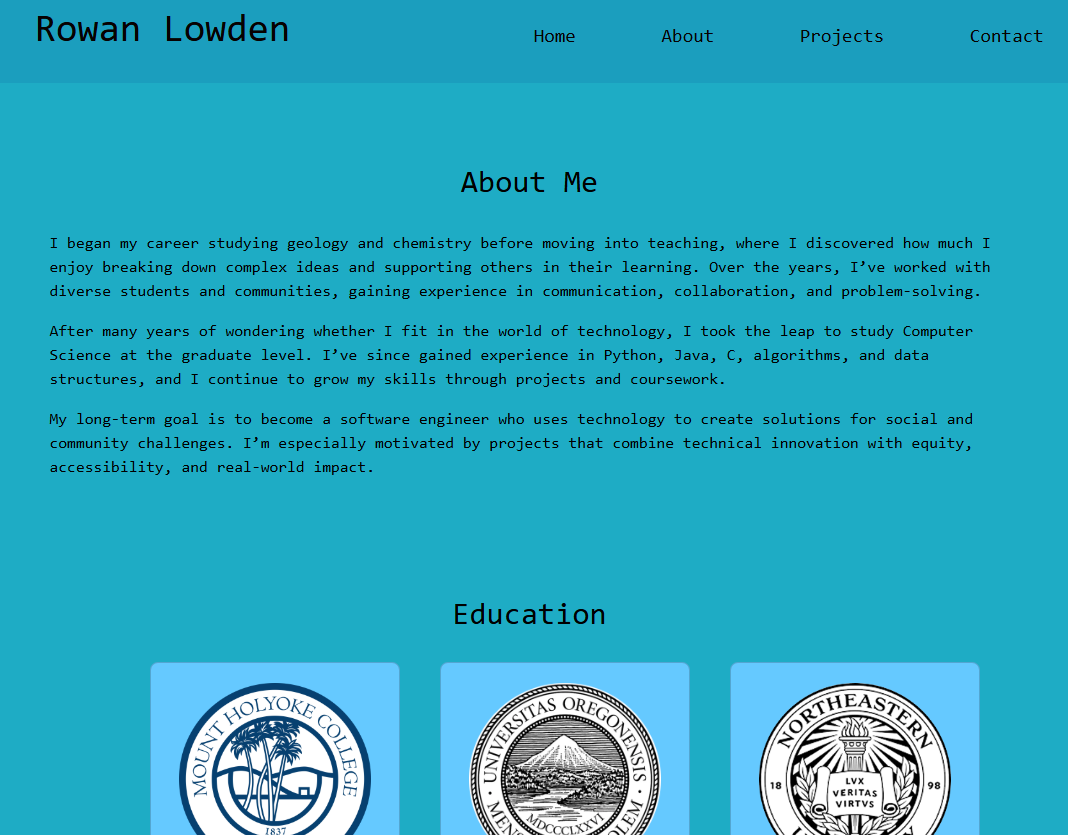 Rowan Lowden
Home About Projects Contact
About Me
I began my career studying geology and chemistry before moving into teaching, where I discovered how much I
enjoy breaking down complex ideas and supporting others in their learning. Over the years, I’ve worked with
diverse students and communities, gaining experience in communication, collaboration, and problem-solving.
After many years of wondering whether I fit in the world of technology, I took the leap to study Computer
Science at the graduate level. I’ve since gained experience in Python, Java, C, algorithms, and data
structures, and I continue to grow my skills through projects and coursework.
My long-term goal is to become a software engineer who uses technology to create solutions for social and
community challenges. I’m especially motivated by projects that combine technical innovation with equity,
accessibility, and real-world impact.
Education
MOUNT HOLYOKE COLLEGE
1837
UNIVERSITAS OREGONENSIS
MDCCCLXXVI
NORTHEASTERN
18 98
LVX
VERITAS
VIRTVS